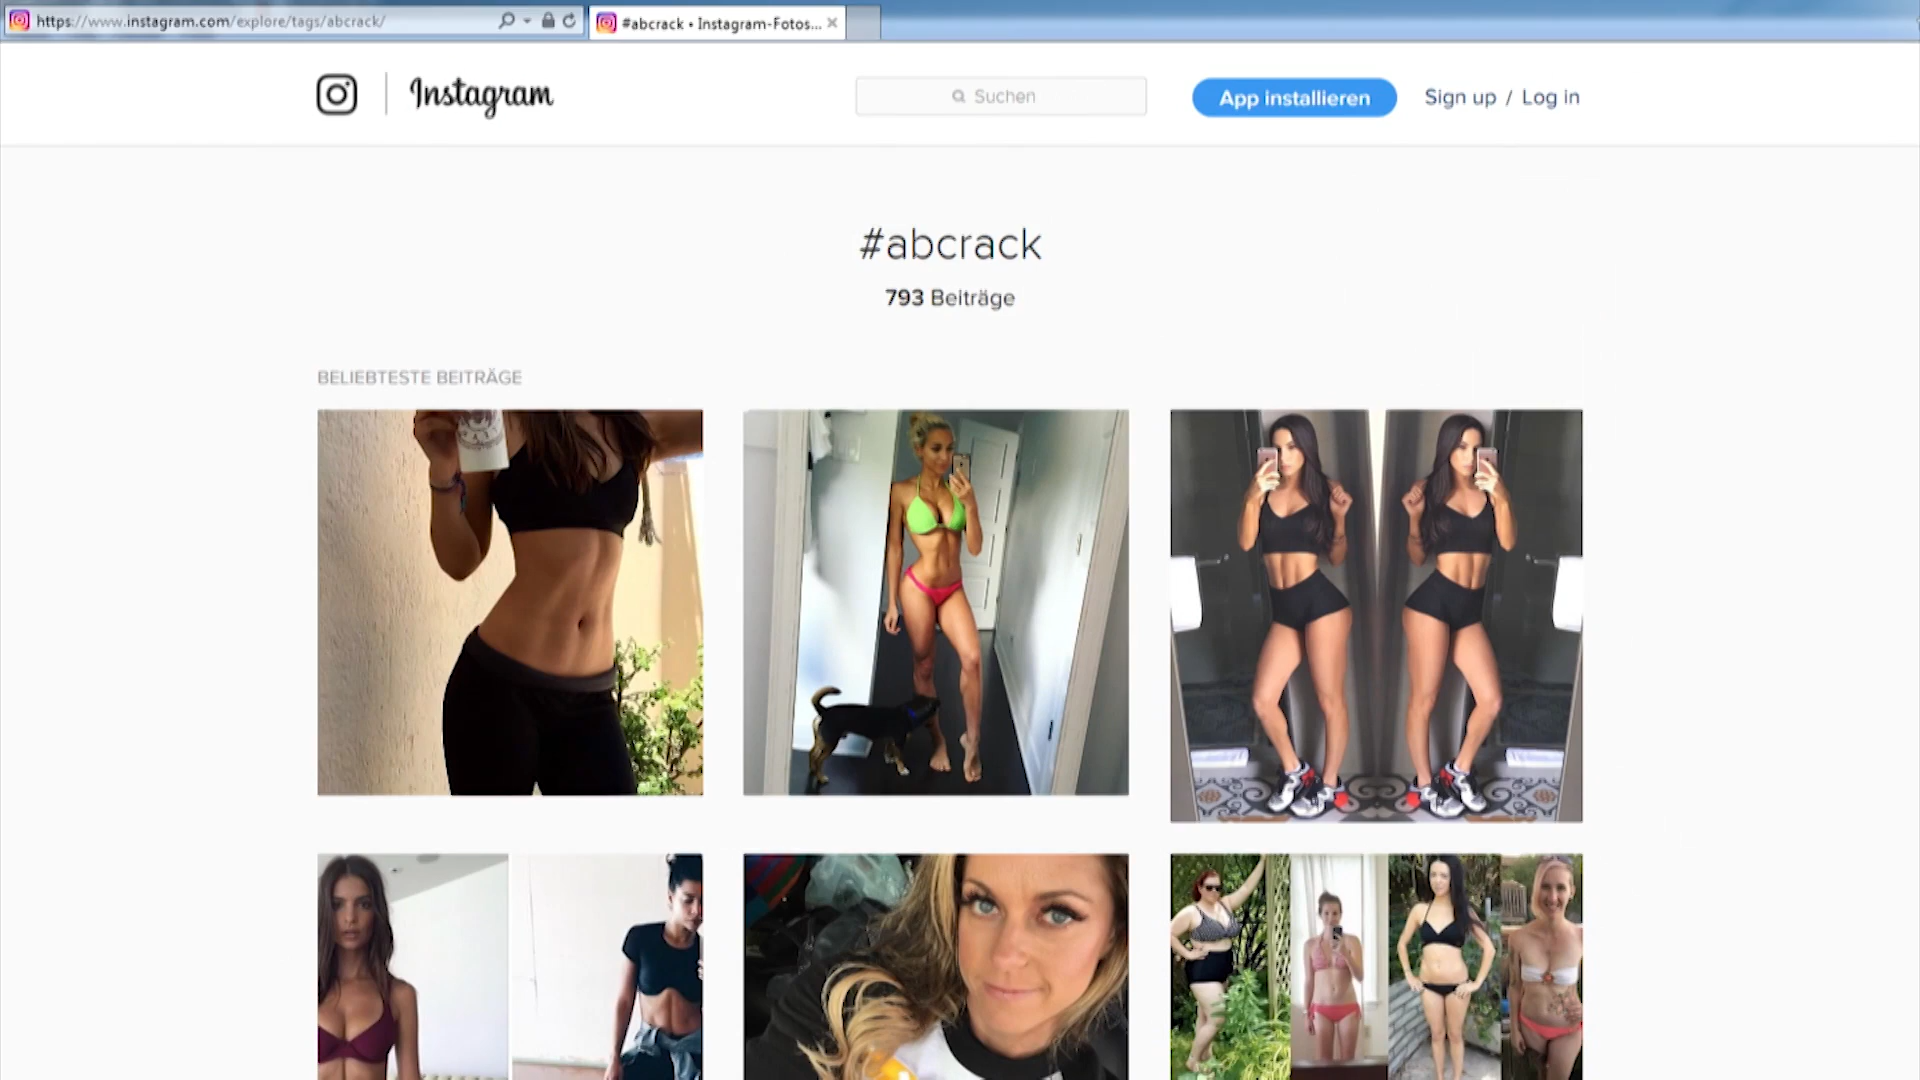 https://www.instagram.com/explore/tags/abcrack/
#abcrack • Instagram-Fotos...
Instagram
Suchen
App installieren
Sign up / Log in
#abcrack
793 Beiträge
BELIEBTESTE BEITRÄGE